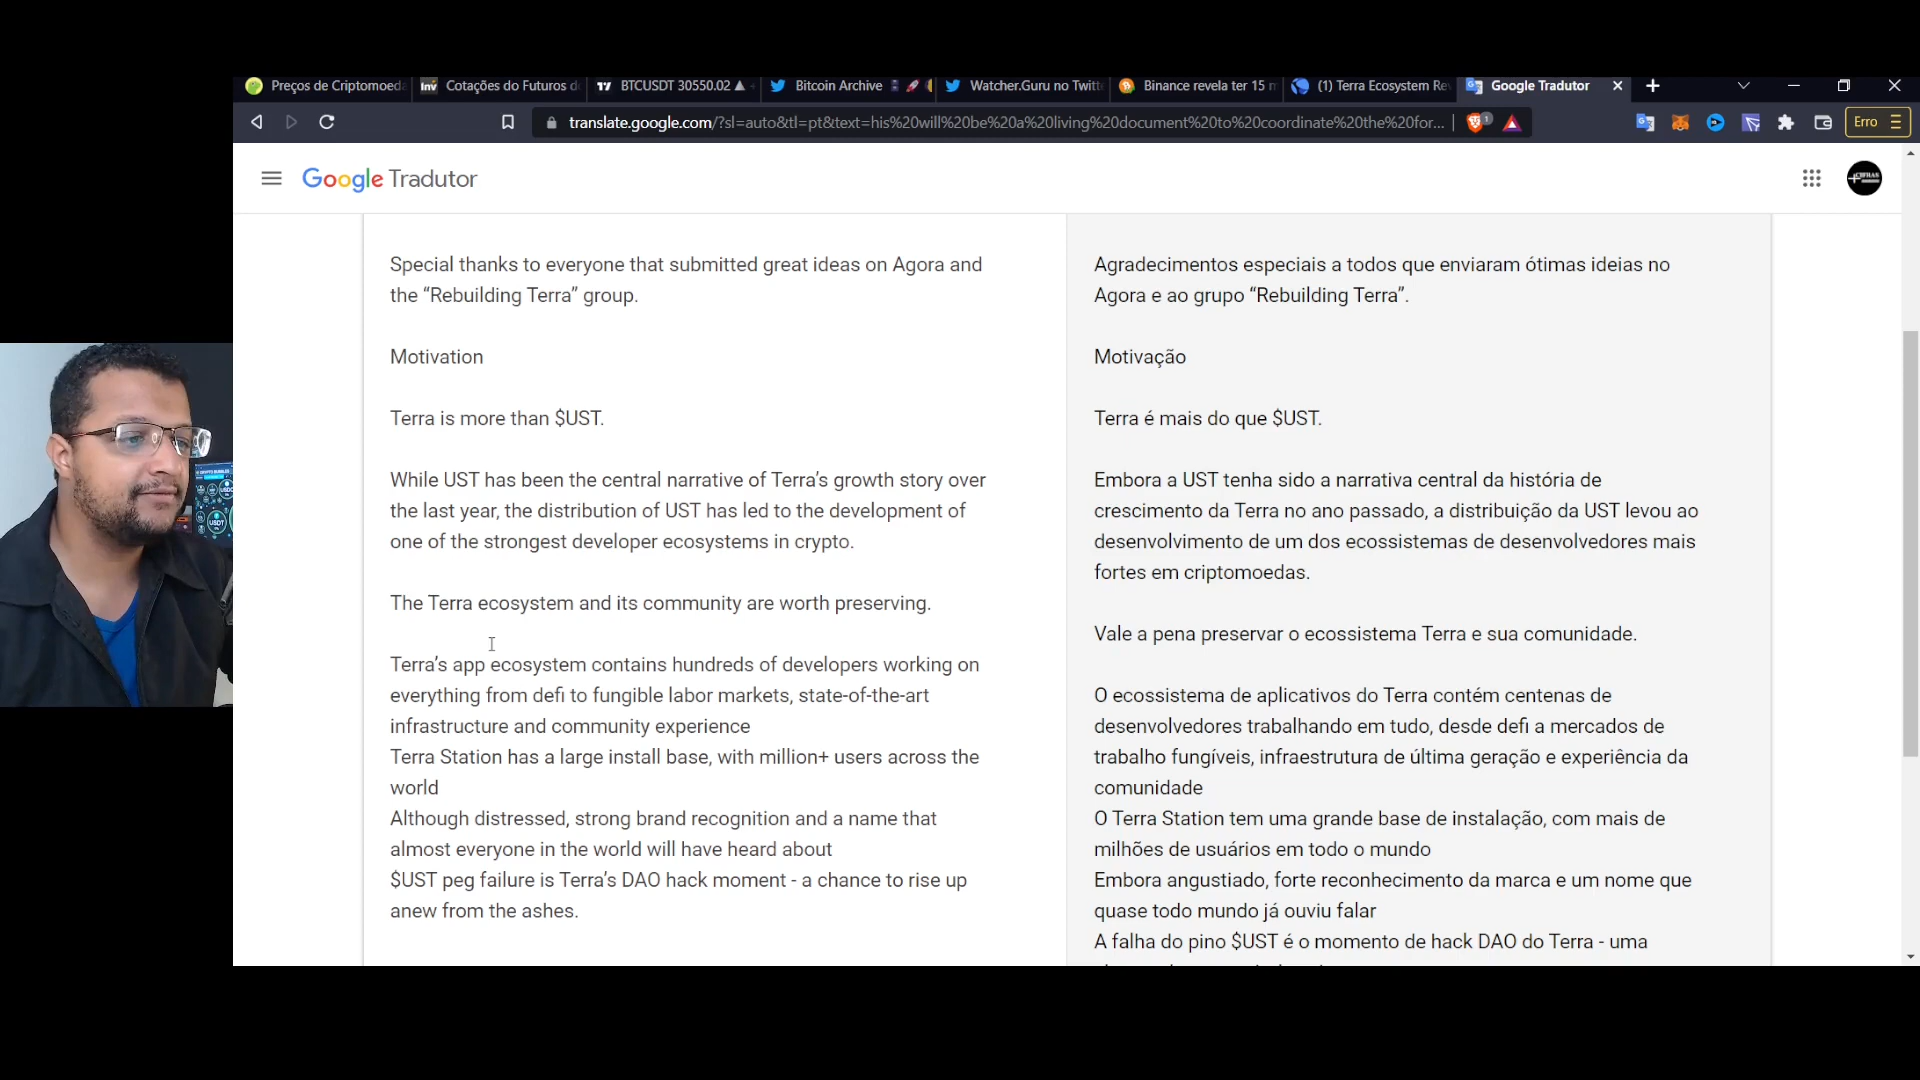 Preços de Criptomoeda
Inv Cotações do Futuros d
BTCUSDT 30550.02
Bitcoin Archive
Watcher.Guru no Twitt
Binance revela ter 15 m
(1) Terra Ecosystem Re
Google Tradutor
translate.google.com/?sl=auto&tl=pt&text=his%20will%20be%20a%20living%20document%20to%20coordinate%20the%20for...
1
Erro
Google Tradutor
Special thanks to everyone that submitted great ideas on Agora and
the “Rebuilding Terra” group.
Motivation
Terra is more than $UST.
While UST has been the central narrative of Terra’s growth story over
the last year, the distribution of UST has led to the development of
one of the strongest developer ecosystems in crypto.
The Terra ecosystem and its community are worth preserving.
Terra’s app ecosystem contains hundreds of developers working on
everything from defi to fungible labor markets, state-of-the-art
infrastructure and community experience
Terra Station has a large install base, with million+ users across the
world
Although distressed, strong brand recognition and a name that
almost everyone in the world will have heard about
$UST peg failure is Terra’s DAO hack moment - a chance to rise up
anew from the ashes.
Agradecimentos especiais a todos que enviaram ótimas ideias no
Agora e ao grupo “Rebuilding Terra”.
Motivação
Terra é mais do que $UST.
Embora a UST tenha sido a narrativa central da história de
crescimento da Terra no ano passado, a distribuição da UST levou ao
desenvolvimento de um dos ecossistemas de desenvolvedores mais
fortes em criptomoedas.
Vale a pena preservar o ecossistema Terra e sua comunidade.
O ecossistema de aplicativos do Terra contém centenas de
desenvolvedores trabalhando em tudo, desde defi a mercados de
trabalho fungíveis, infraestrutura de última geração e experiência da
comunidade
O Terra Station tem uma grande base de instalação, com mais de
milhões de usuários em todo o mundo
Embora angustiado, forte reconhecimento da marca e um nome que
quase todo mundo já ouviu falar
A falha do pino $UST é o momento de hack DAO do Terra - uma
USDT